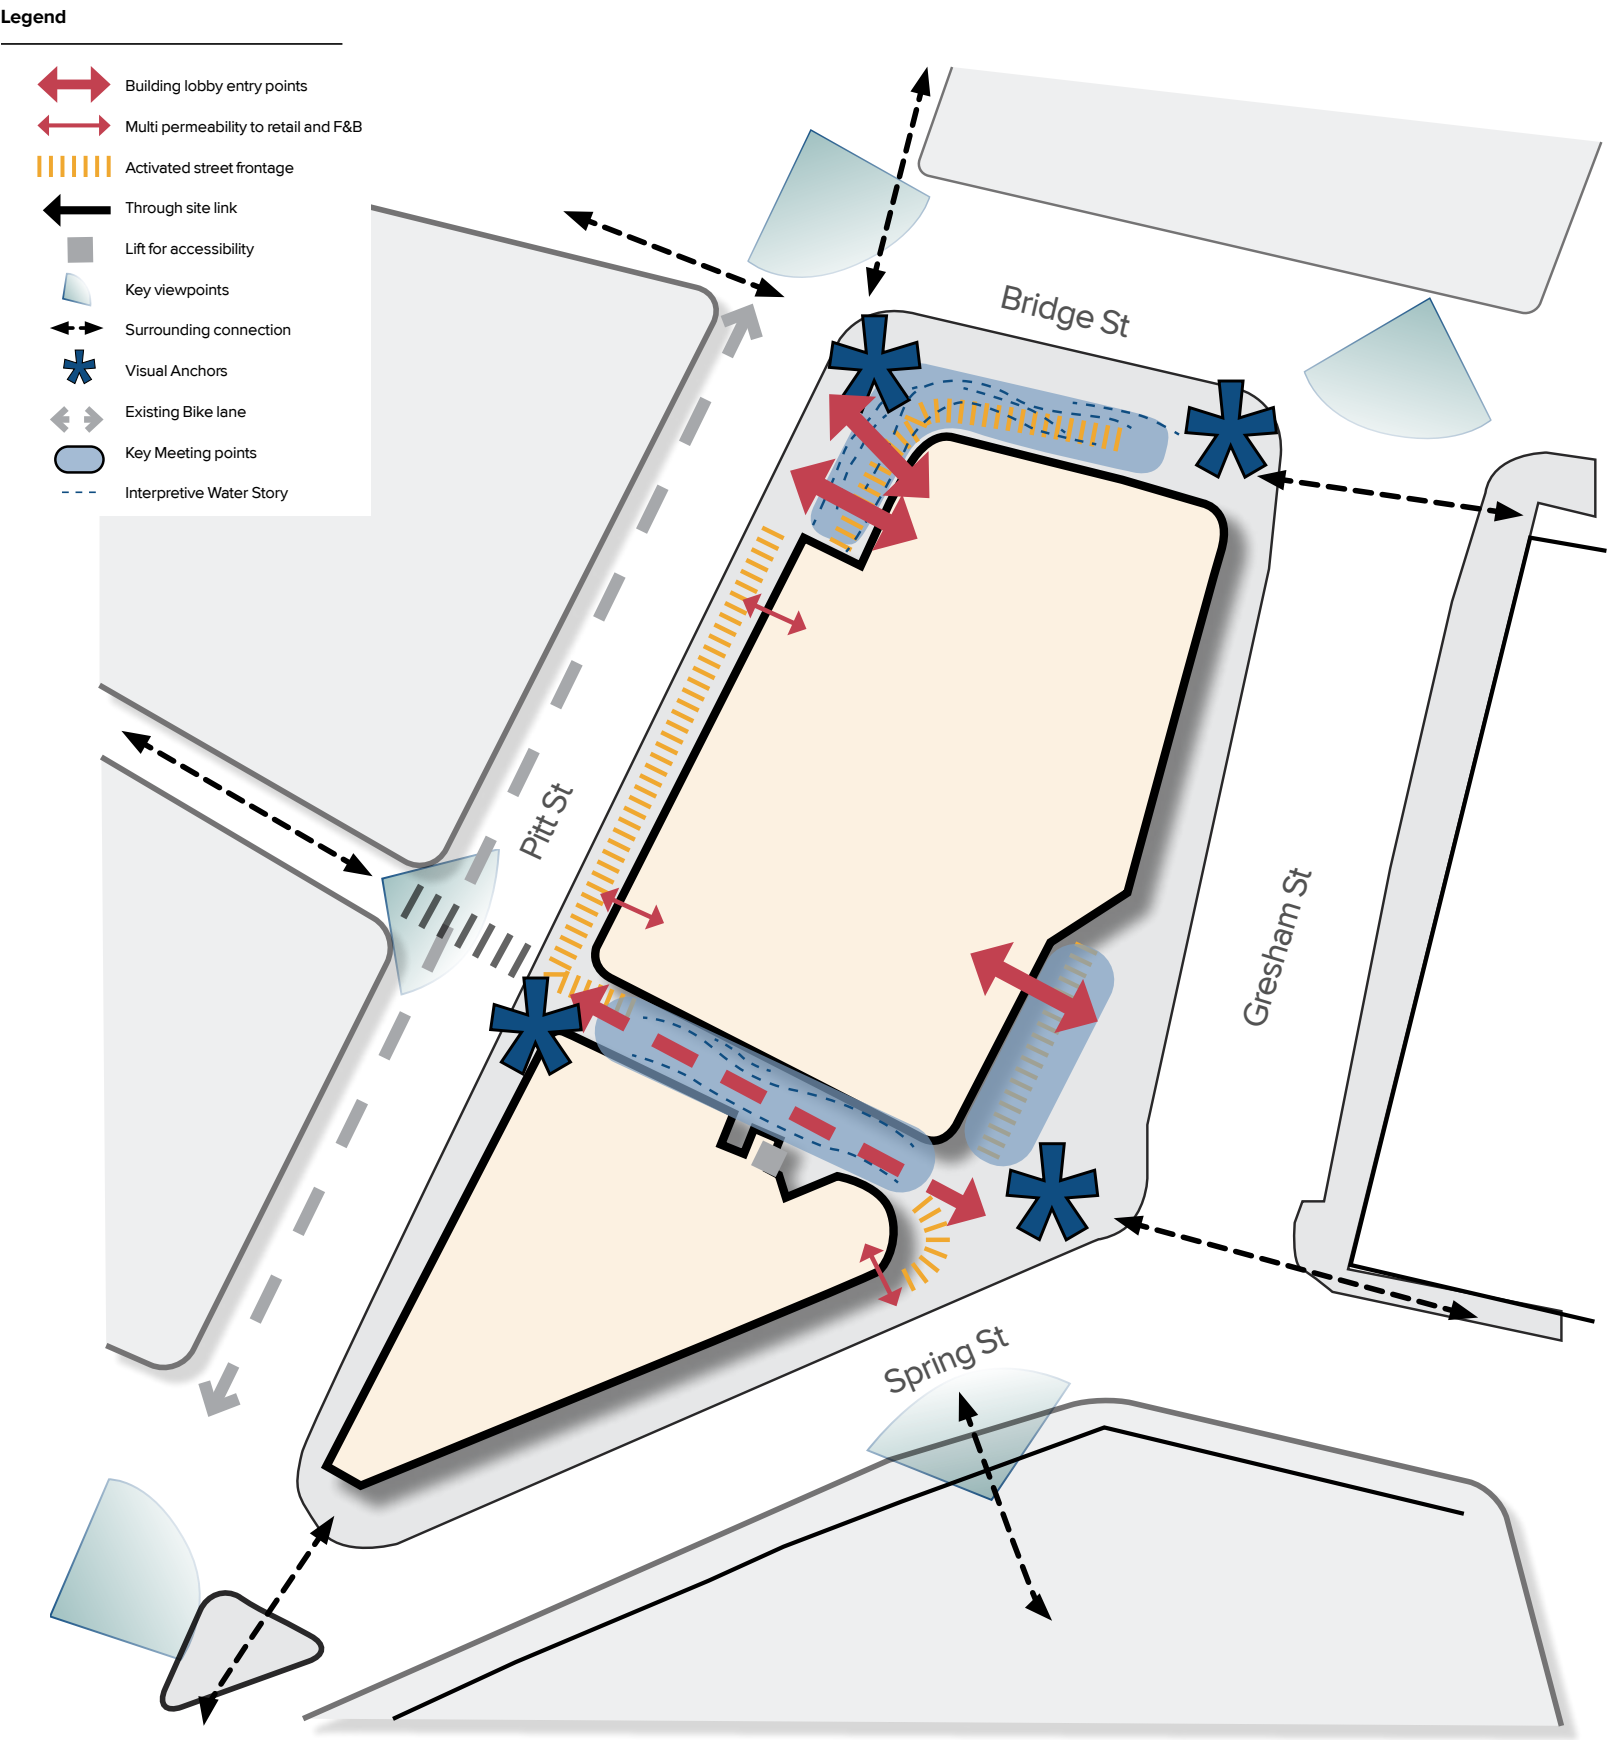 Legend
Building lobby entry points
Multi permeability to retail and F&B
Activated street frontage
Through site link
Lift for accessibility
Key viewpoints
Surrounding connection
Visual Anchors
Existing Bike lane
Key Meeting points
Interpretive Water Story
Bridge St
Pitt St
Gresham St
Spring St